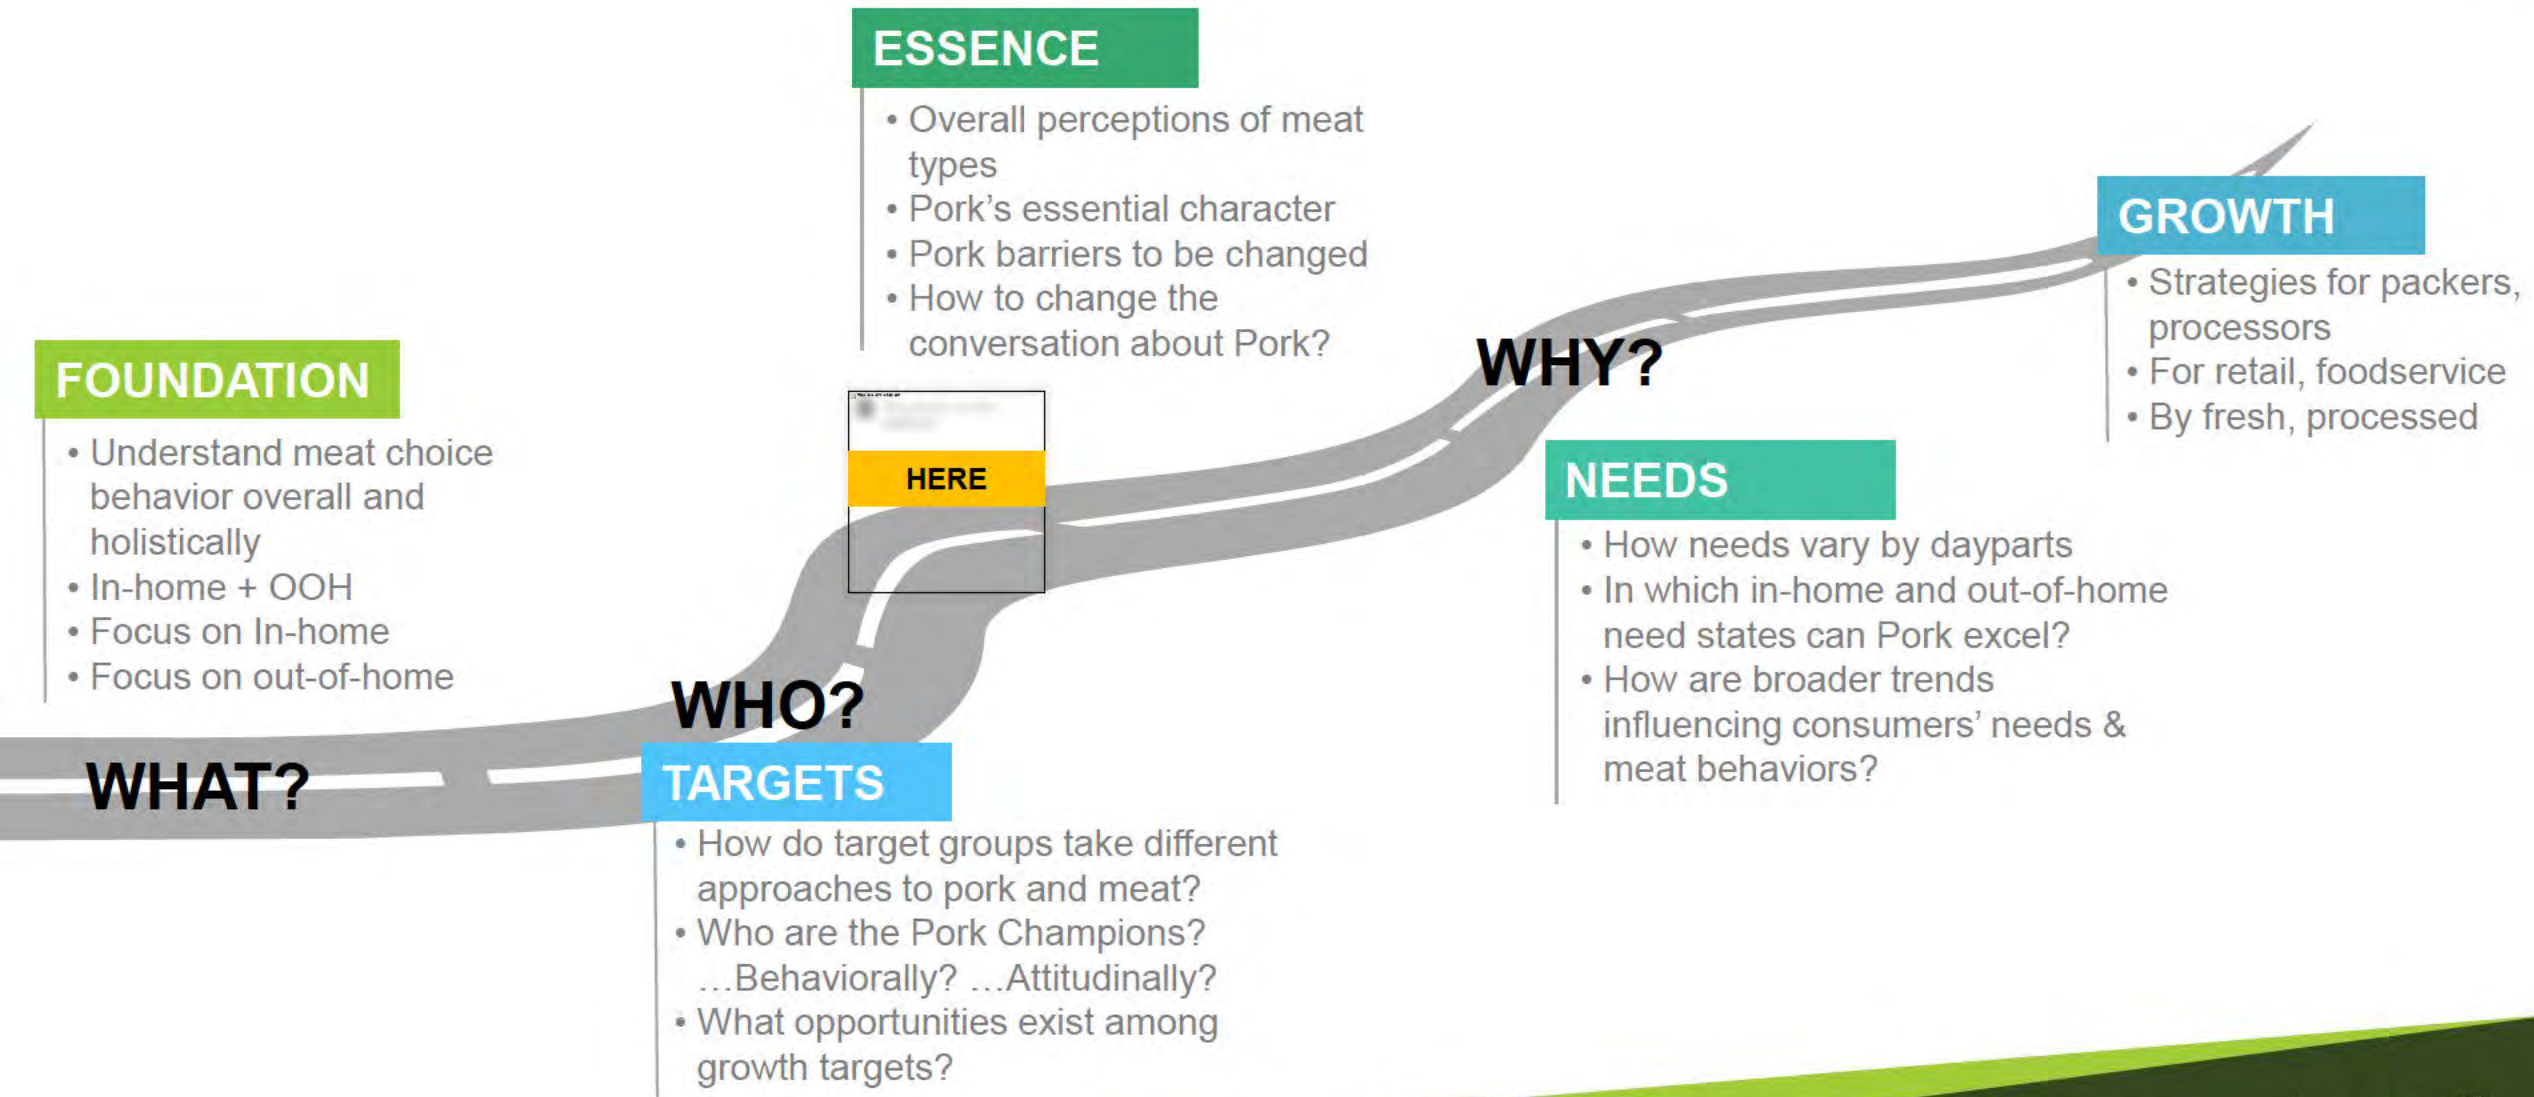 ESSENCE
• Overall perceptions of meat
types
• Pork’s essential character
• Pork barriers to be changed
• How to change the
conversation about Pork?
GROWTH
• Strategies for packers,
processors
• For retail, foodservice
• By fresh, processed
FOUNDATION
• Understand meat choice
behavior overall and
holistically
• In-home + OOH
• Focus on In-home
• Focus on out-of-home
WHY?
HERE
NEEDS
• How needs vary by dayparts
• In which in-home and out-of-home
need states can Pork excel?
• How are broader trends
influencing consumers’ needs &
meat behaviors?
WHAT?
WHO?
TARGETS
• How do target groups take different
approaches to pork and meat?
• Who are the Pork Champions?
…Behaviorally? …Attitudinally?
• What opportunities exist among
growth targets?